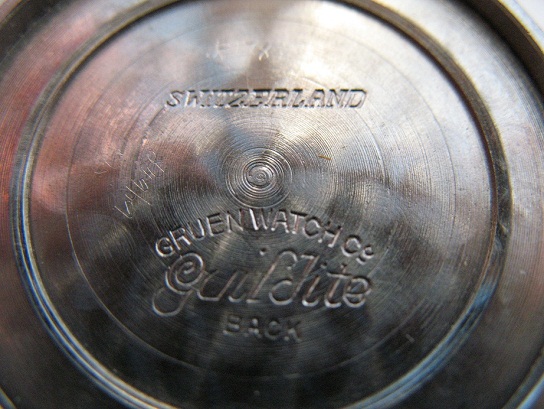 SWITZERLAND
GRUEN WATCH Co
Guildite
BACK